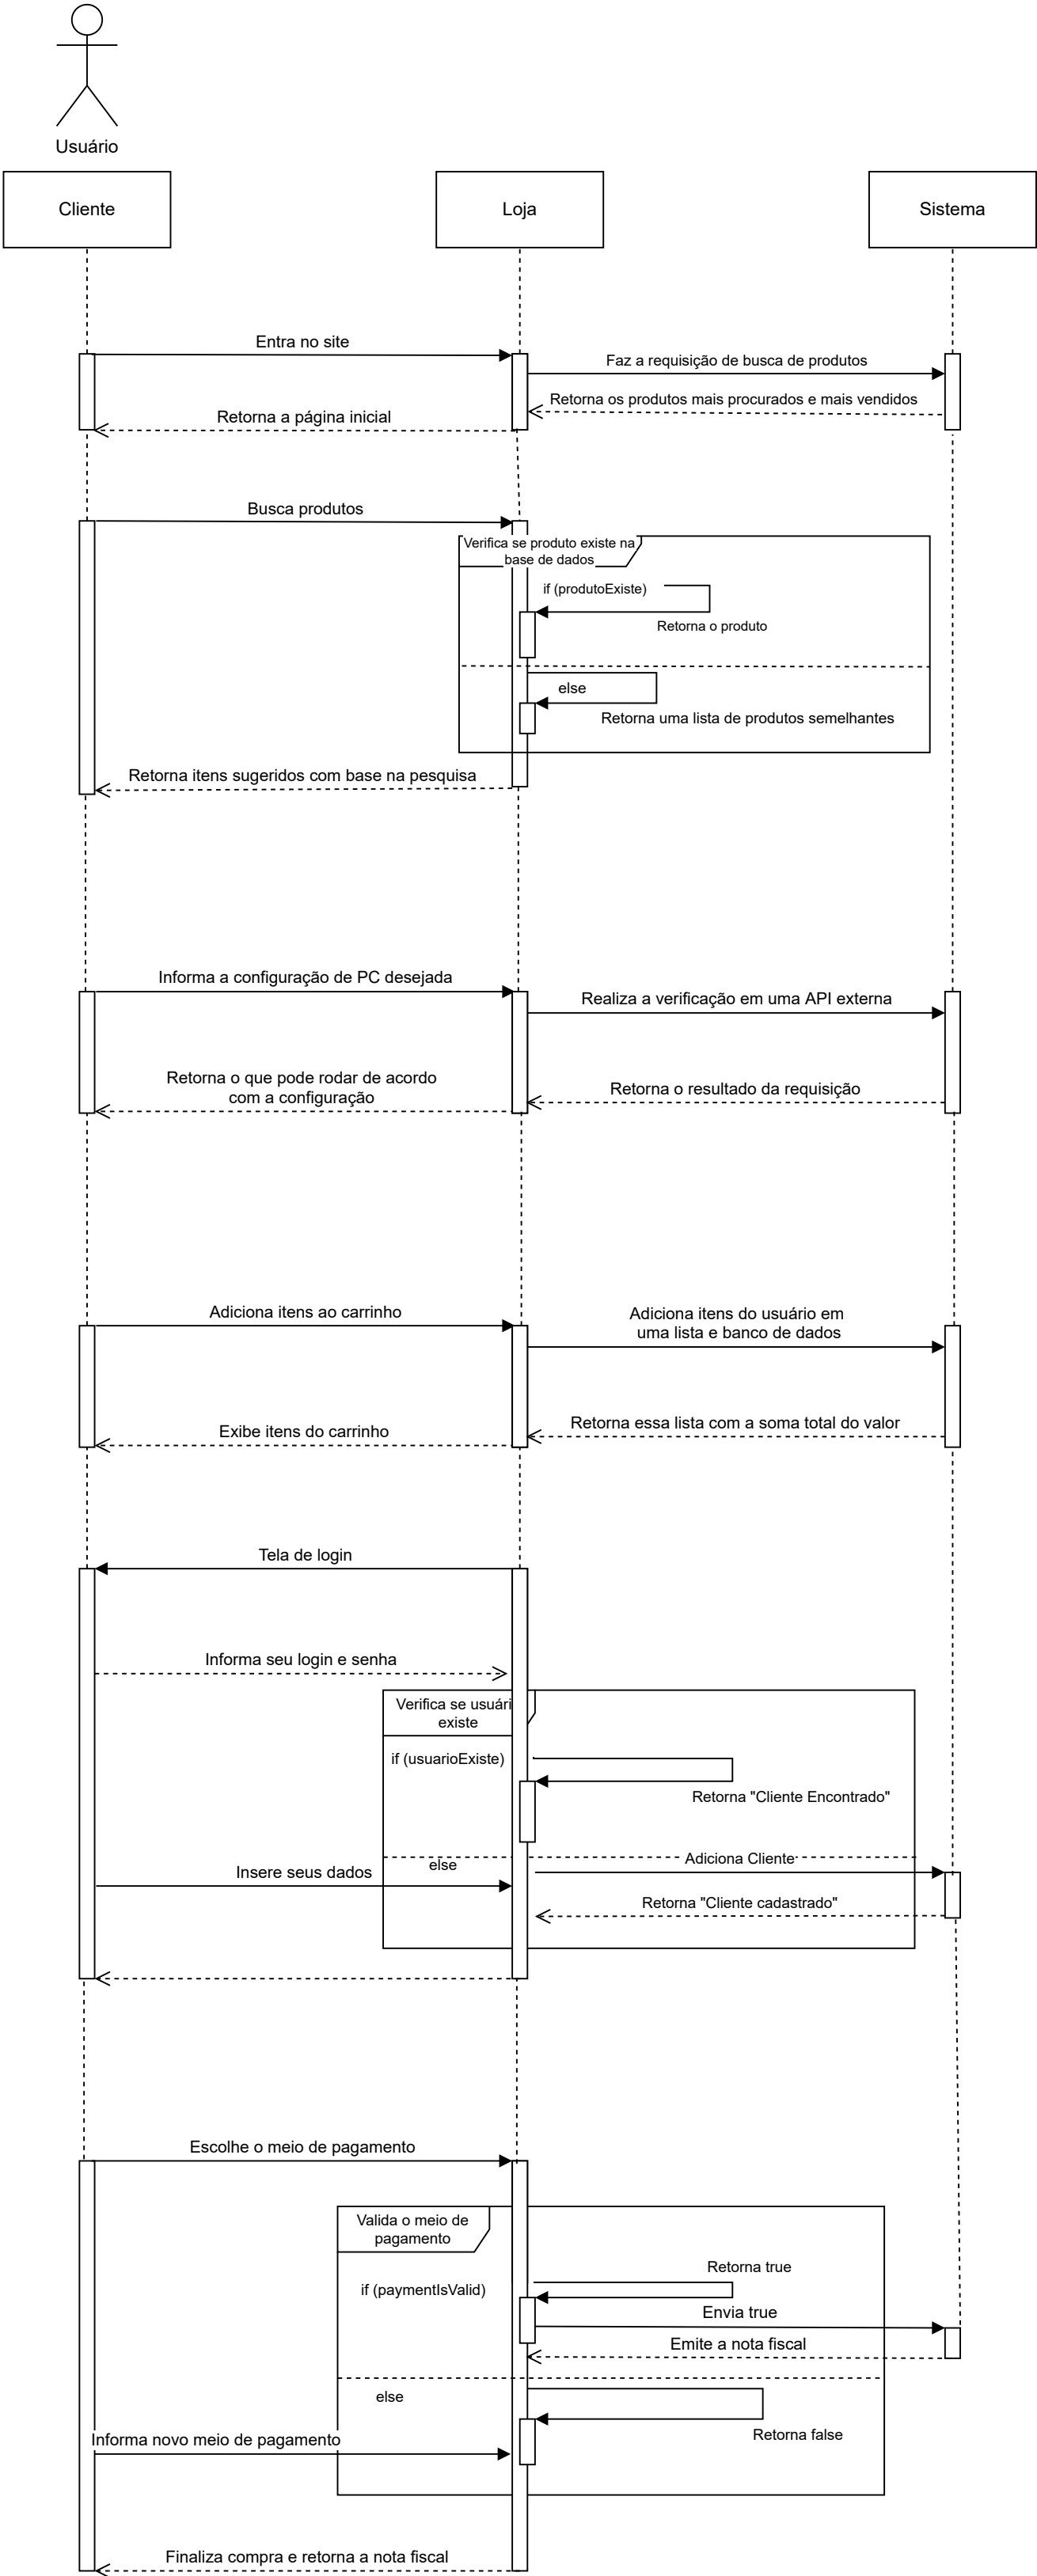 Usuário
Cliente
Loja
Sistema
Entra no site
Faz a requisição de busca de produtos
Retorna os produtos mais procurados e mais vendidos
Retorna a página inicial
Busca produtos
Verifica se produto existe na
base de dados
if (produtoExiste)
Retorna o produto
else
Retorna uma lista de produtos semelhantes
Retorna itens sugeridos com base na pesquisa
Informa a configuração de PC desejada
Realiza a verificação em uma API externa
Retorna o que pode rodar de acordo
com a configuração
Retorna o resultado da requisição
Adiciona itens ao carrinho
Adiciona itens do usuário em
uma lista e banco de dados
Exibe itens do carrinho
Retorna essa lista com a soma total do valor
Tela de login
Informa seu login e senha
Verifica se usuári
existe
if (usuarioExiste)
Retorna "Cliente Encontrado"
else
Adiciona Cliente
Insere seus dados
Retorna "Cliente cadastrado"
Escolhe o meio de pagamento
Valida o meio de
pagamento
Retorna true
if (paymentIsValid)
Envia true
Emite a nota fiscal
else
Retorna false
Informa novo meio de pagamento
Finaliza compra e retorna a nota fiscal